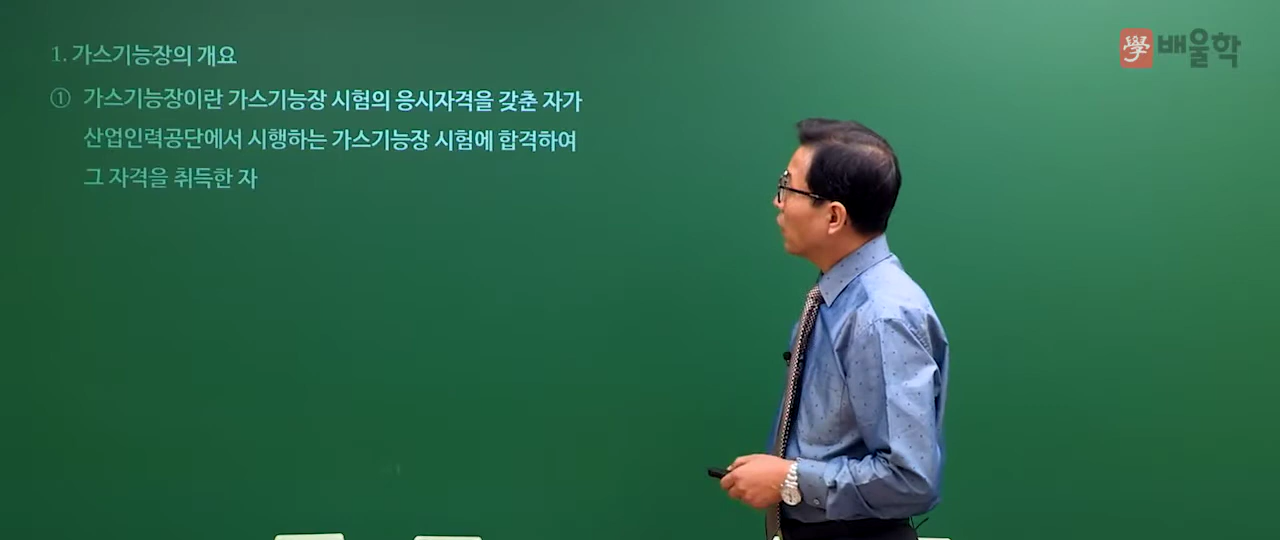 1. 가스기능장의 개요
學 배울학
① 가스기능장이란 가스기능장 시험의 응시자격을 갖춘 자가
산업인력공단에서 시행하는 가스기능장 시험에 합격하여
그 자격을 취득한 자